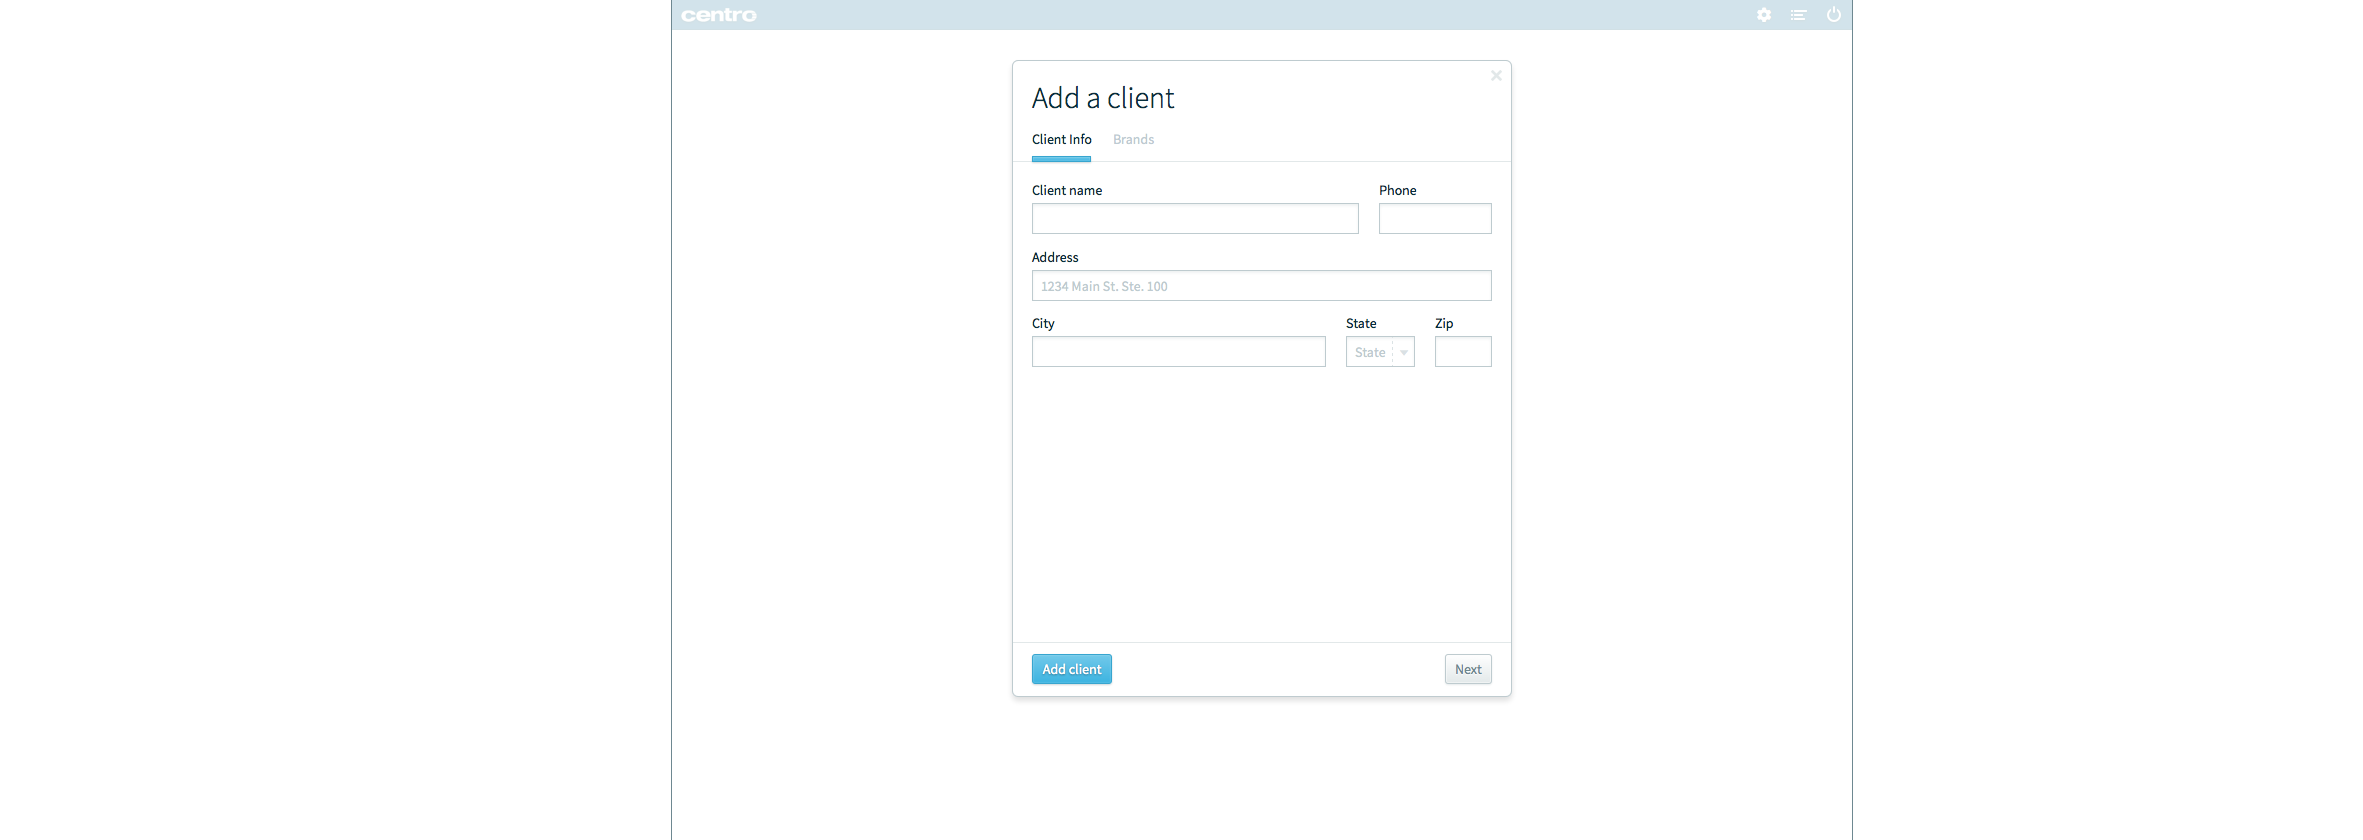 centro
Add a client
Client Info Brands
Client name Phone
Address
1234 Main St. Ste. 100
City State Zip
State
Add client Next